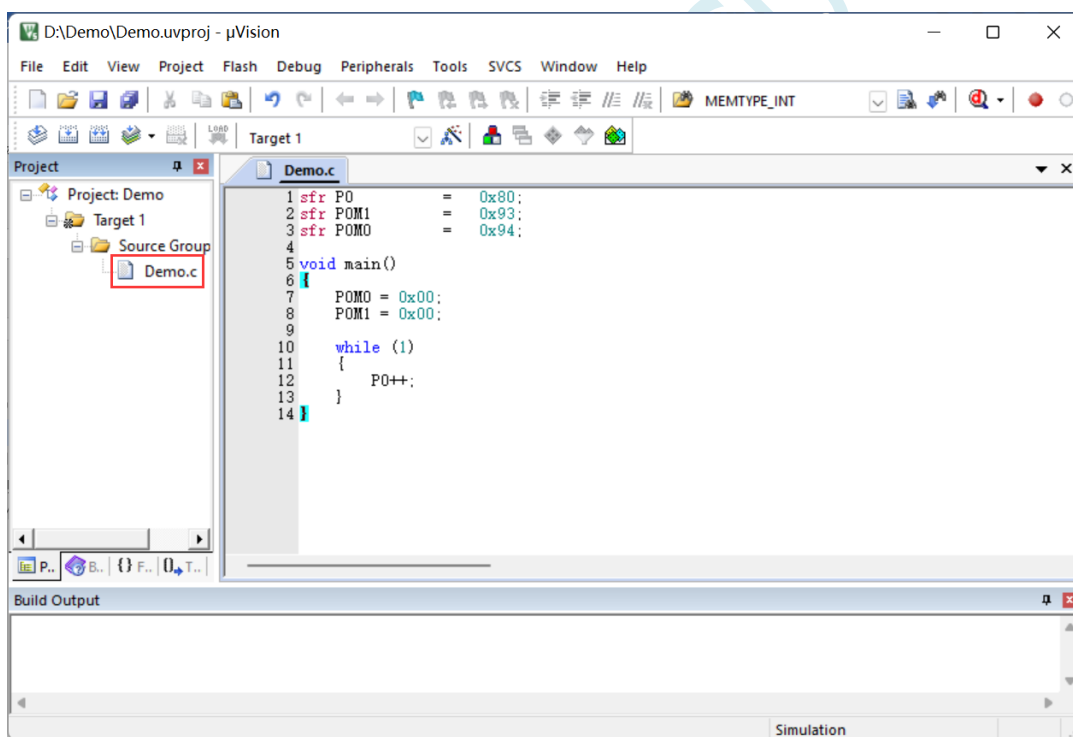 D:\Demo\Demo.uvproj - µVision
File Edit View Project Flash Debug Peripherals Tools SVCS Window Help
MEMTYPE_INT
LOAD Target 1
Project
Demo.c
Project: Demo
Target 1
Source Group
Demo.c
1 sfr P0 = 0x80;
2 sfr P0M1 = 0x93;
3 sfr P0M0 = 0x94;
4
5 void main()
6 {
7 P0M0 = 0x00;
8 P0M1 = 0x00;
9
10 while (1)
11 {
12 P0++;
13 }
14 }
P.. B.. {} F.. 0 T..
Build Output
Simulation